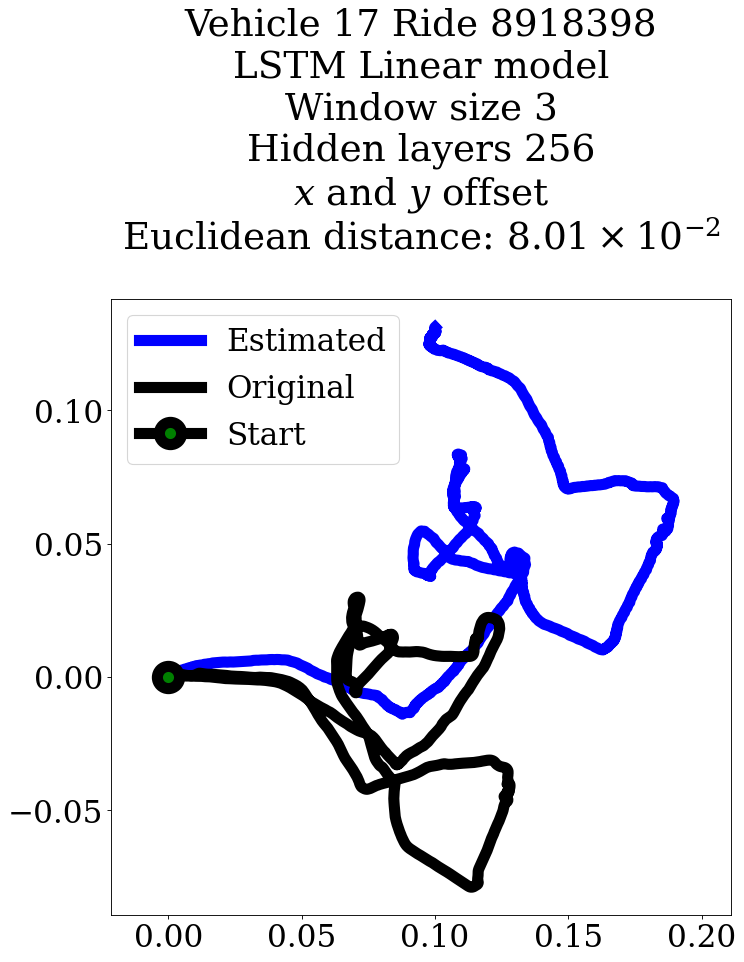 Vehicle 17 Ride 8918398
LSTM Linear model
Window size 3
Hidden layers 256
x and y offset
Euclidean distance: 8.01 × 10⁻²
Estimated
Original
Start
0.10
0.05
0.00
−0.05
0.00 0.05 0.10 0.15 0.20